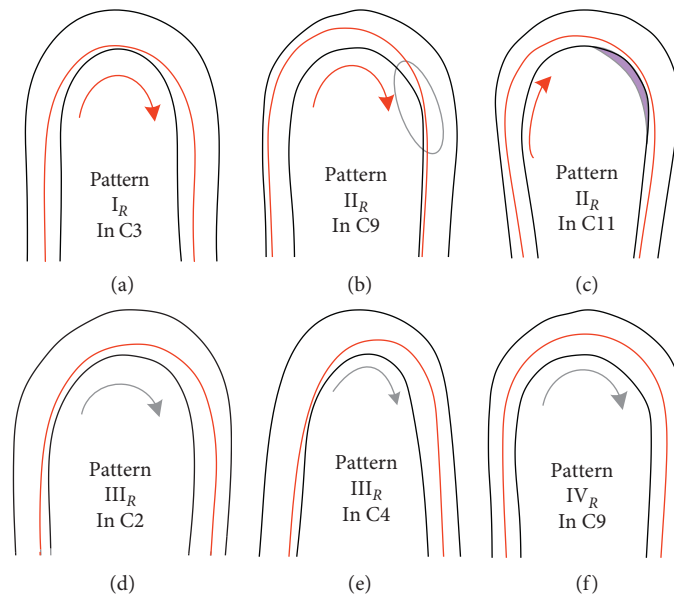 Pattern
I_R
In C3
(a)
Pattern
II_R
In C9
(b)
Pattern
II_R
In C11
(c)
Pattern
III_R
In C2
(d)
Pattern
III_R
In C4
(e)
Pattern
IV_R
In C9
(f)